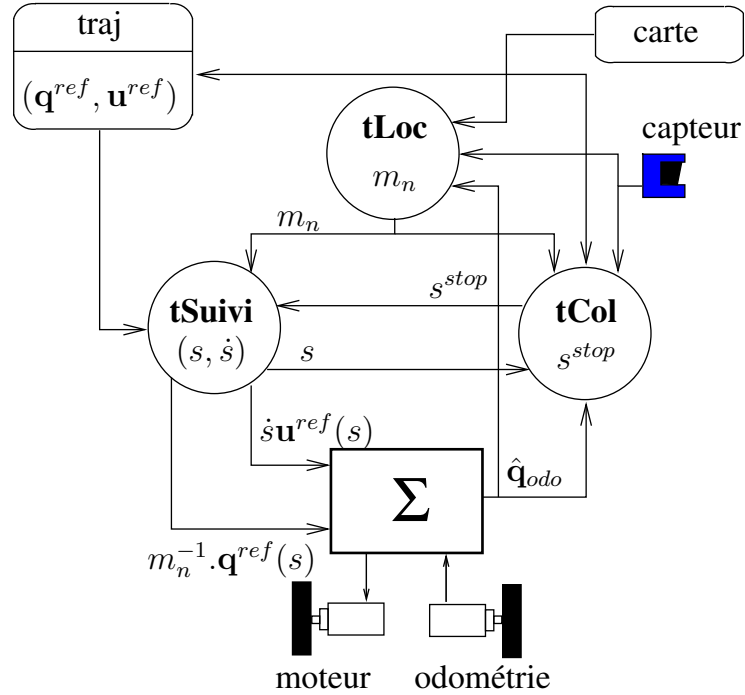 traj
carte
(q^{ref}, u^{ref})
tLoc
capteur
m_n
m_n
s^{stop}
tSuivi
tCol
(s, ṡ)
s
s^{stop}
ṡu^{ref}(s)
q̂_{odo}
Σ
m_n^{-1}.q^{ref}(s)
moteur
odométrie